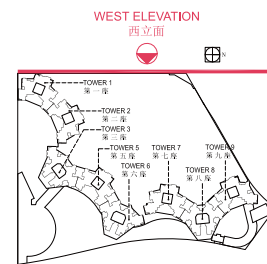 WEST ELEVATION
西立面
N
TOWER 1
第一座
TOWER 2
第二座
TOWER 3
第三座
TOWER 5
第五座
TOWER 6
第六座
TOWER 7
第七座
TOWER 8
第八座
TOWER 9
第九座